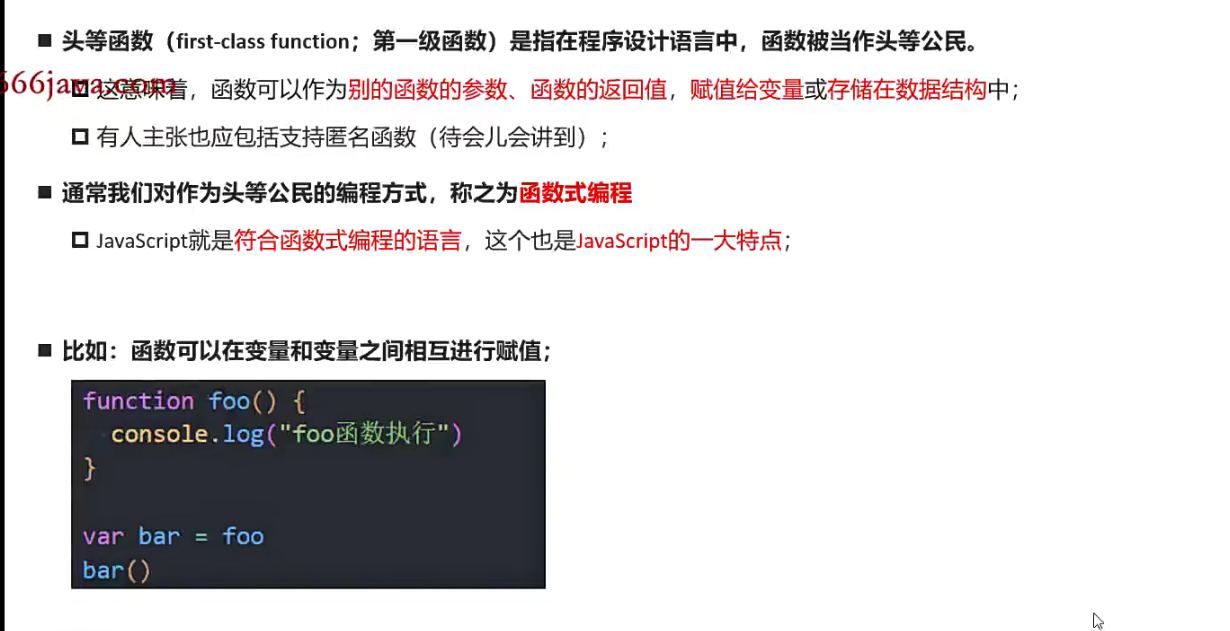 头等函数（first-class function；第一级函数）是指在程序设计语言中，函数被当作头等公民。
666java.com
这意味着，函数可以作为别的函数的参数、函数的返回值，赋值给变量或存储在数据结构中；
有人主张也应包括支持匿名函数（待会儿会讲到）；
通常我们对作为头等公民的编程方式，称之为函数式编程
JavaScript就是符合函数式编程的语言，这个也是JavaScript的一大特点；
比如：函数可以在变量和变量之间相互进行赋值；
function foo() {
console.log("foo函数执行")
}
var bar = foo
bar()